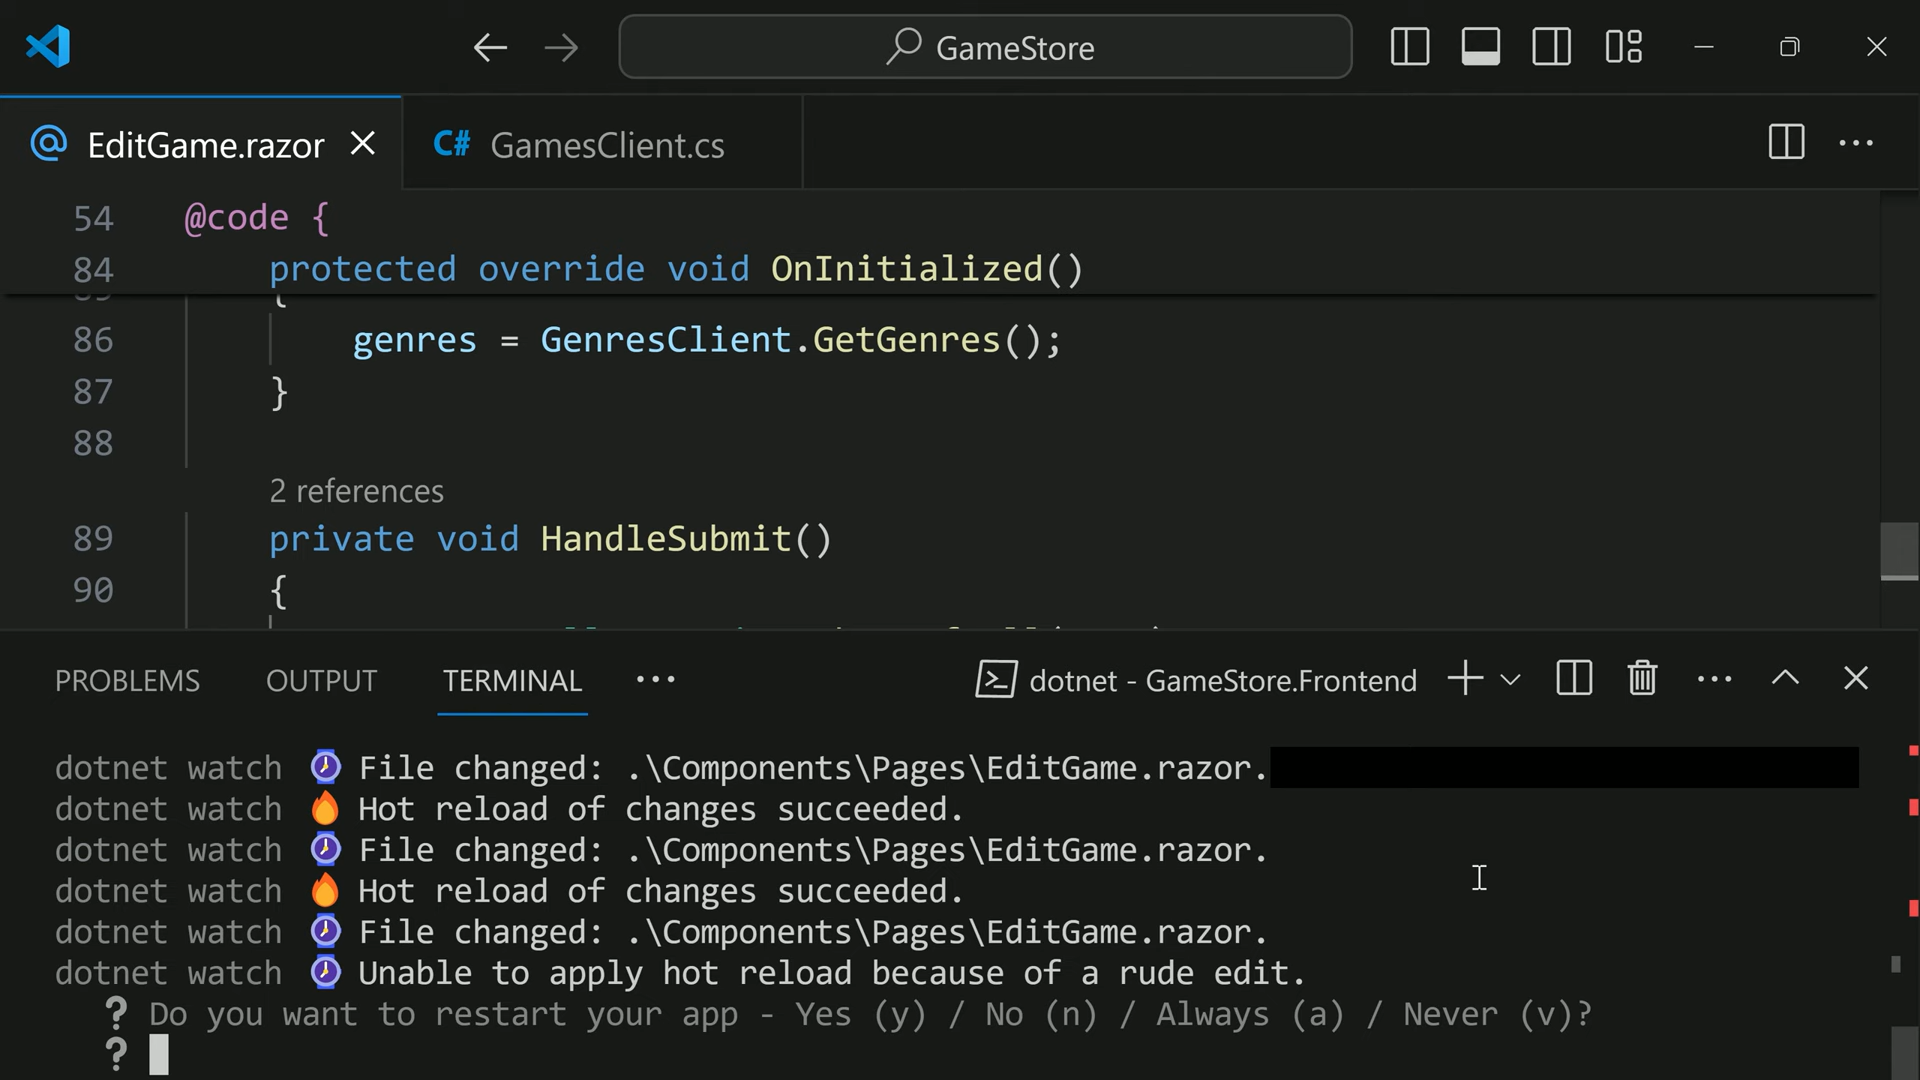 GameStore
EditGame.razor
C# GamesClient.cs
54 @code {
84 protected override void OnInitialized()
{
86 genres = GenresClient.GetGenres();
87 }
88
2 references
89 private void HandleSubmit()
90 {
PROBLEMS OUTPUT TERMINAL ... dotnet - GameStore.Frontend
dotnet watch ⌚ File changed: .\Components\Pages\EditGame.razor.
dotnet watch 🔥 Hot reload of changes succeeded.
dotnet watch ⌚ File changed: .\Components\Pages\EditGame.razor.
dotnet watch 🔥 Hot reload of changes succeeded.
dotnet watch ⌚ File changed: .\Components\Pages\EditGame.razor.
dotnet watch ⌚ Unable to apply hot reload because of a rude edit.
? Do you want to restart your app - Yes (y) / No (n) / Always (a) / Never (v)?
?